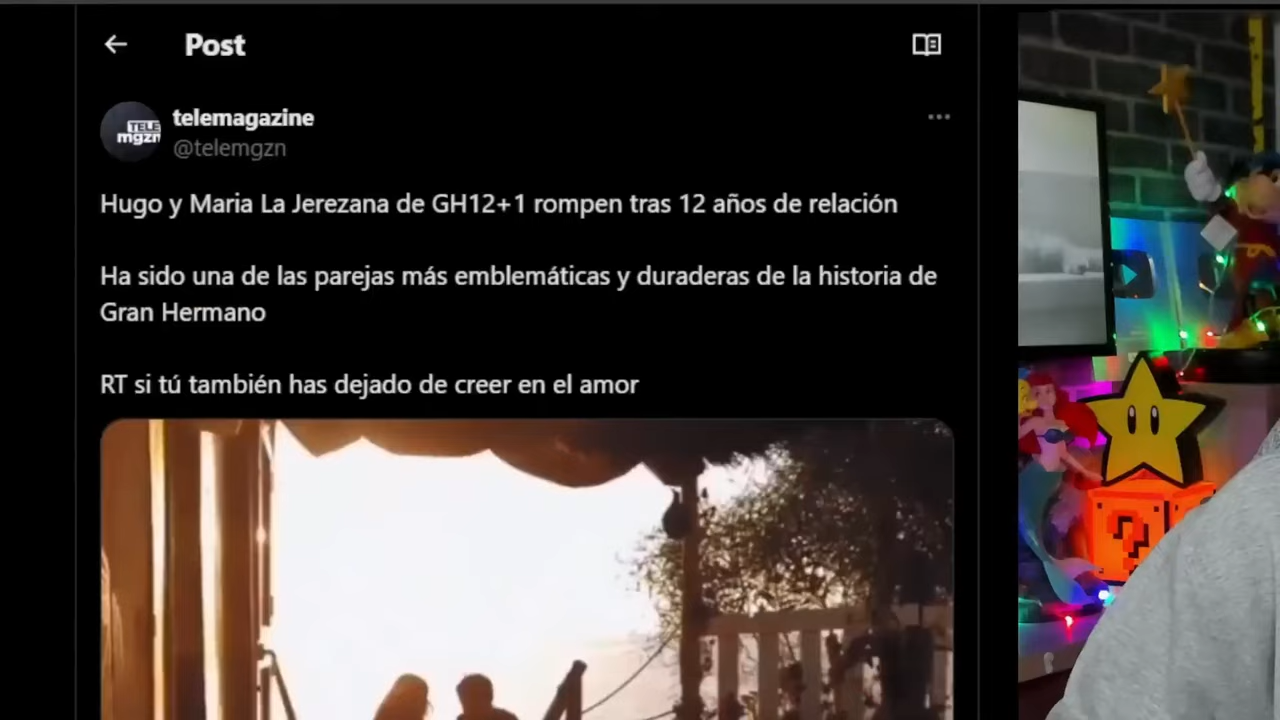 Post
TELE
mgzn
telemagazine
@telemgzn
Hugo y Maria La Jerezana de GH12+1 rompen tras 12 años de relación
Ha sido una de las parejas más emblemáticas y duraderas de la historia de
Gran Hermano
RT si tú también has dejado de creer en el amor
?